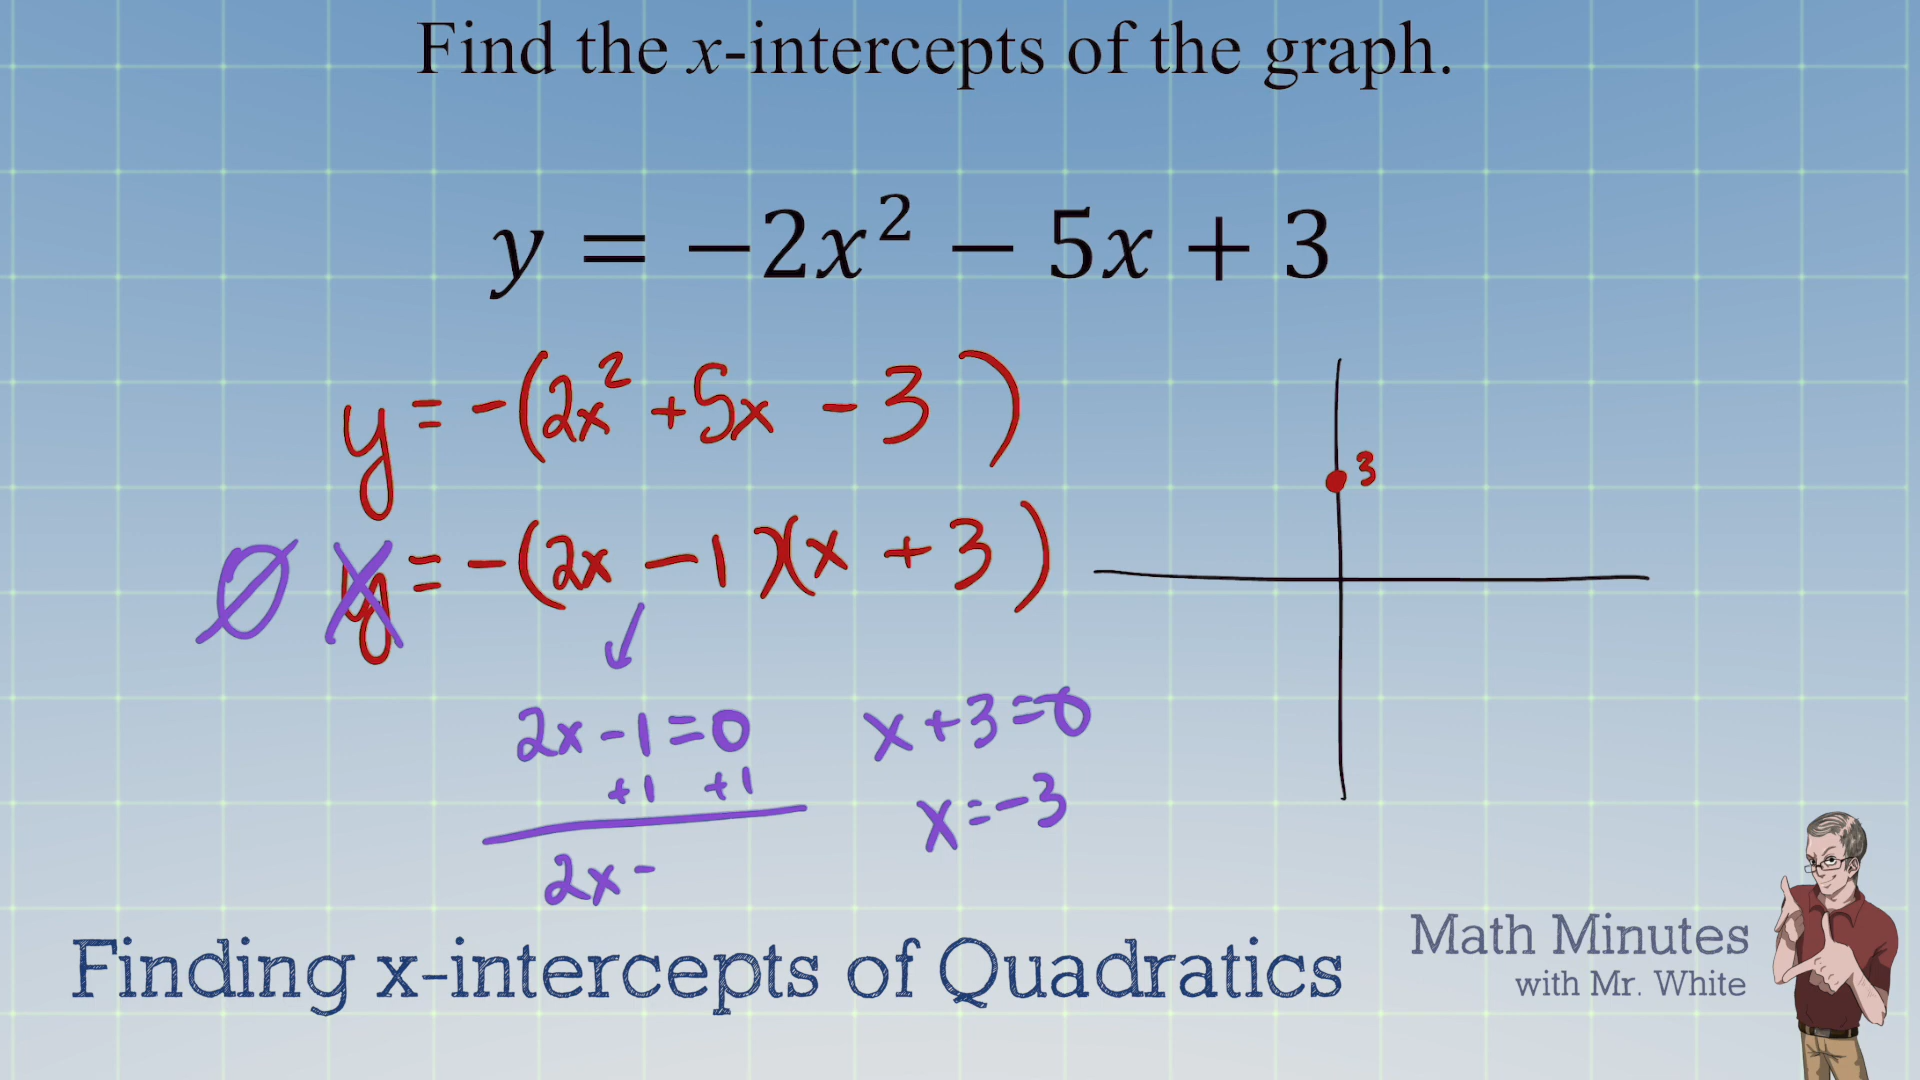 Find the x-intercepts of the graph.
y = −2x² − 5x + 3
y = -(2x² + 5x - 3)
3
0 y = -(2x - 1)(x + 3)
2x - 1 = 0
x + 3 = 0
+1 +1
x = -3
2x -
Finding x-intercepts of Quadratics
Math Minutes
with Mr. White